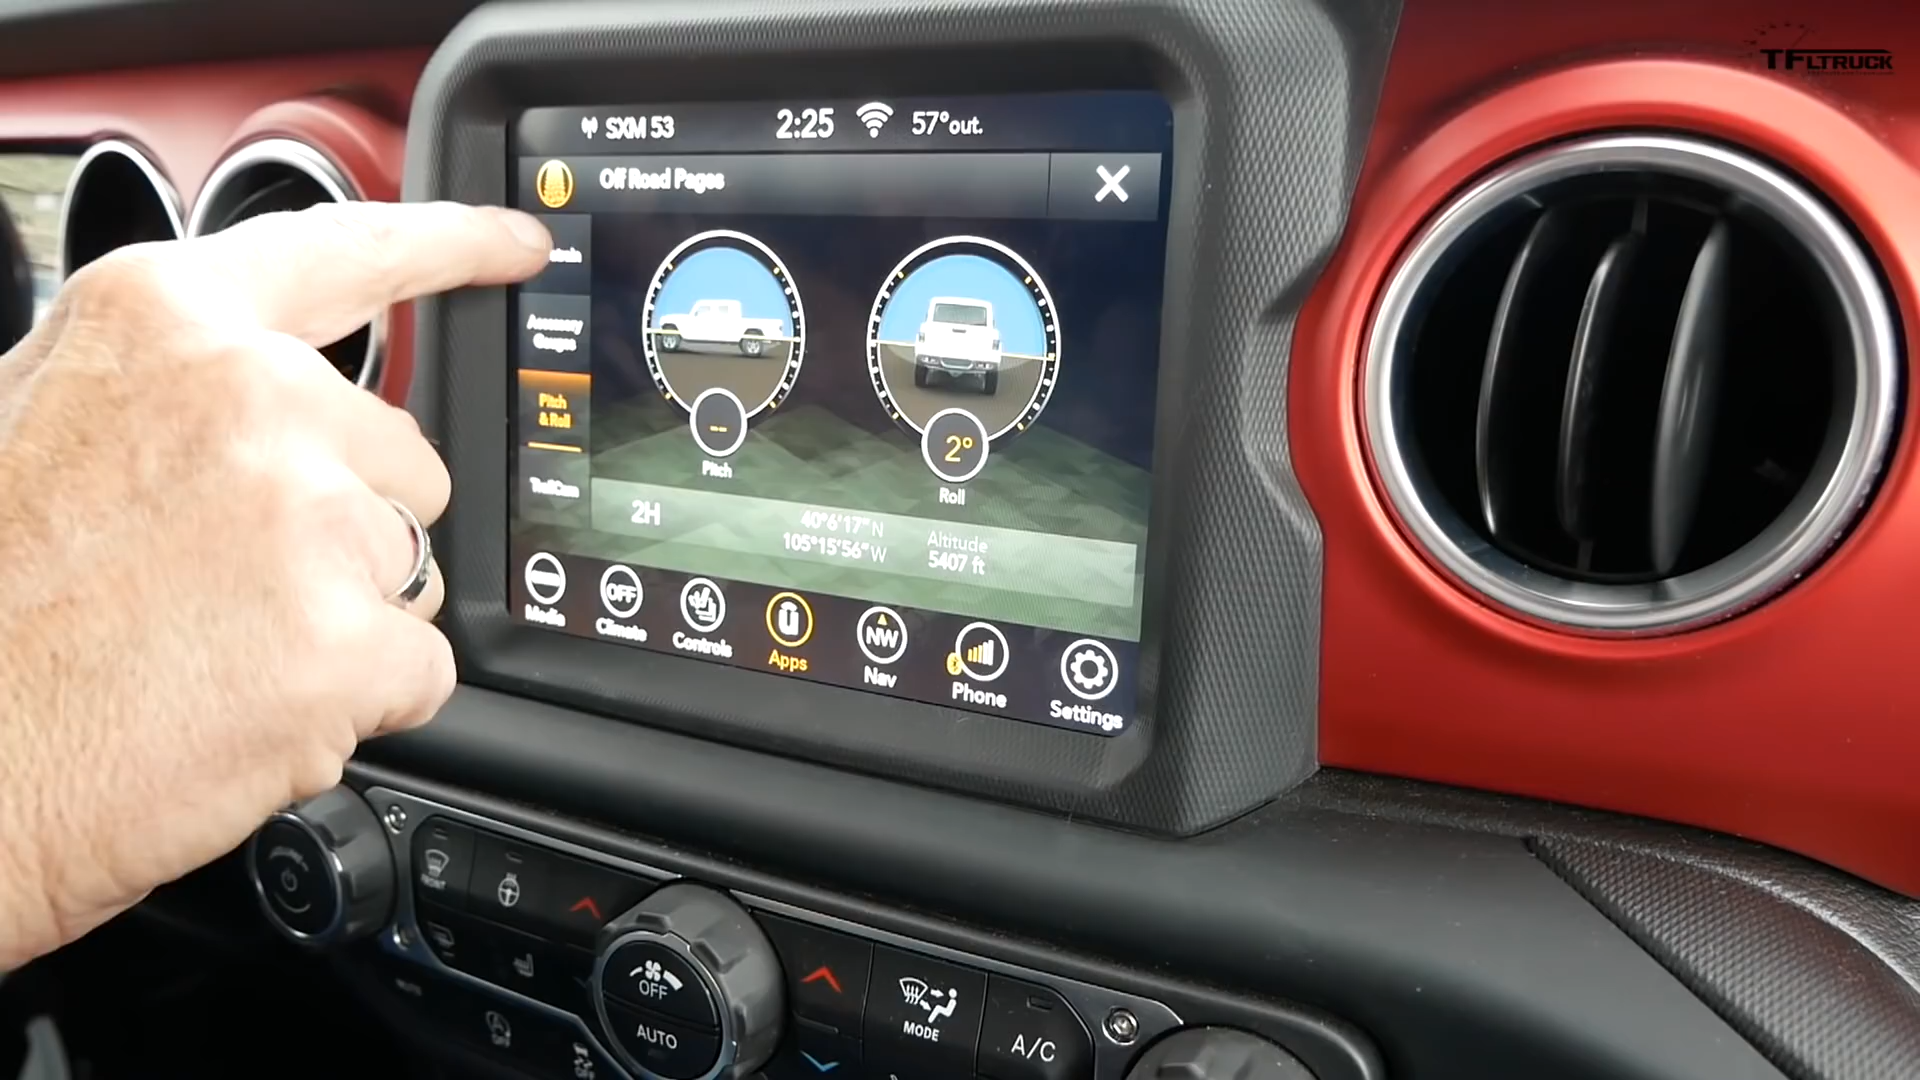 TFLTRUCK
SXM 53
2:25
57°out.
Off Road Pages
Accessory
Gauges
Pitch
& Roll
TrailCam
--
Pitch
2°
Roll
2H
40°6'17"N
105°15'56"W
Altitude
5407 ft
Media
OFF
Climate
Controls
Apps
NW
Nav
Phone
Settings
FRONT
OFF
AUTO
MODE
A/C